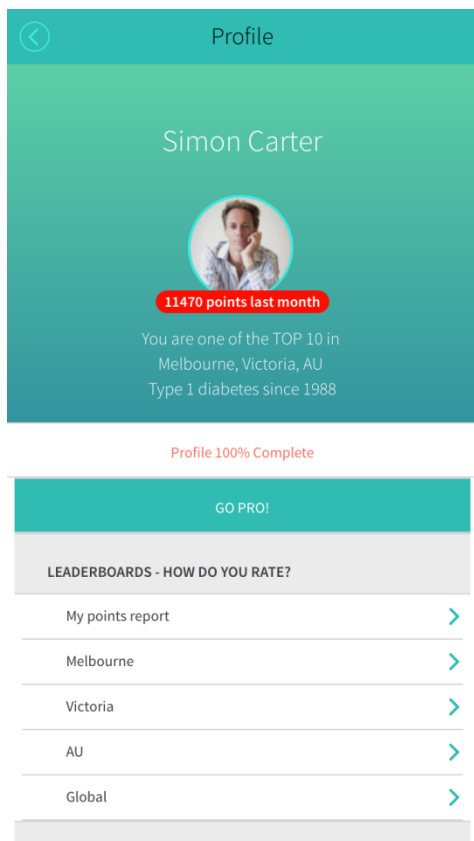 Profile
Simon Carter
11470 points last month
You are one of the TOP 10 in
Melbourne, Victoria, AU
Type 1 diabetes since 1988
Profile 100% Complete
GO PRO!
LEADERBOARDS - HOW DO YOU RATE?
My points report
Melbourne
Victoria
AU
Global